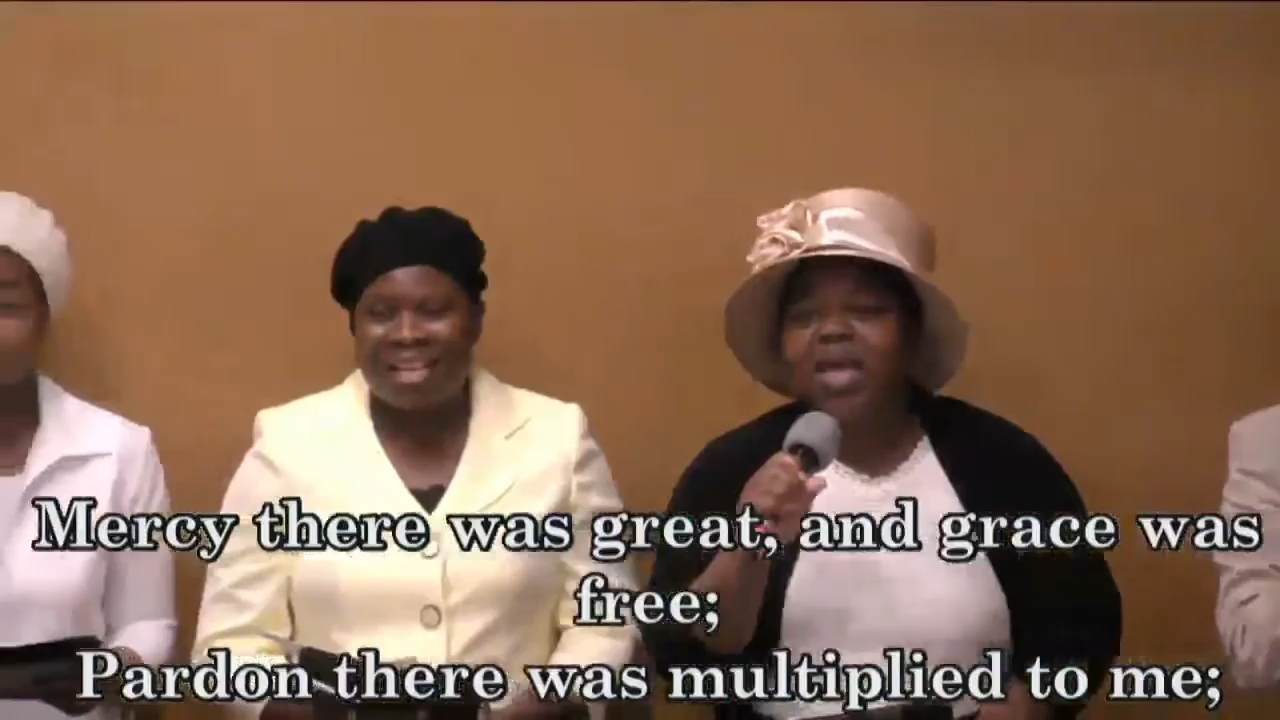 Mercy there was great, and grace was
free;
Pardon there was multiplied to me;